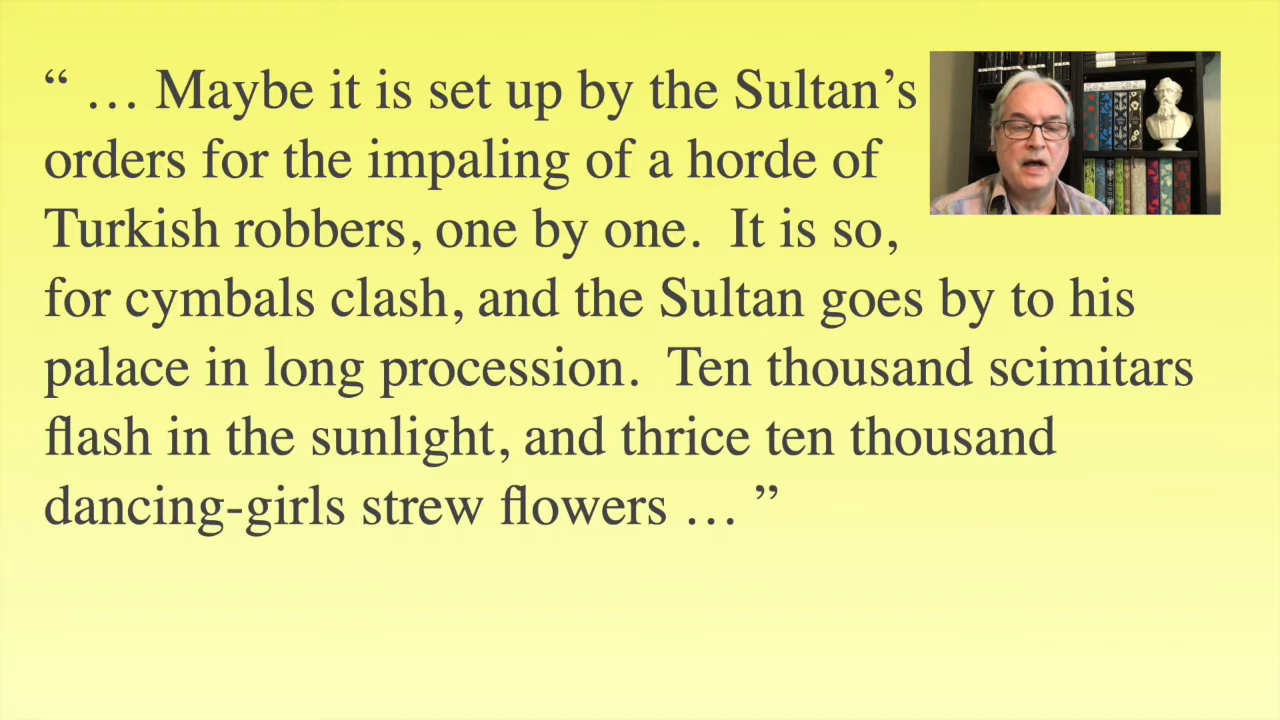 “ … Maybe it is set up by the Sultan’s
orders for the impaling of a horde of
Turkish robbers, one by one.  It is so,
for cymbals clash, and the Sultan goes by to his
palace in long procession.  Ten thousand scimitars
flash in the sunlight, and thrice ten thousand
dancing-girls strew flowers … ”